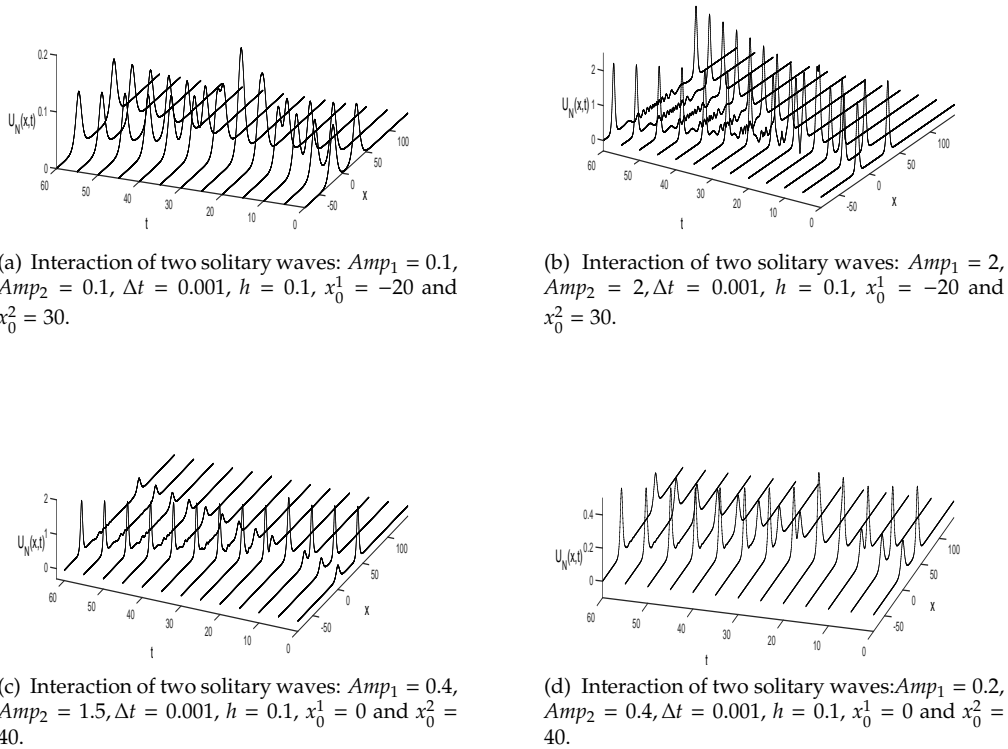 0.2
0.1
U_N(x,t)
0
60
50
40
30
20
10
0
t
-50
0
50
100
x
(a) Interaction of two solitary waves: Amp₁ = 0.1,
Amp₂ = 0.1, Δt = 0.001, h = 0.1, x₀¹ = −20 and
x₀² = 30.
2
1
U_N(x,t)
0
60
50
40
30
20
10
0
t
-50
0
50
100
x
(b) Interaction of two solitary waves: Amp₁ = 2,
Amp₂ = 2, Δt = 0.001, h = 0.1, x₀¹ = −20 and
x₀² = 30.
2
1
U_N(x,t)
0
60
50
40
30
20
10
0
t
-50
0
50
100
x
(c) Interaction of two solitary waves: Amp₁ = 0.4,
Amp₂ = 1.5, Δt = 0.001, h = 0.1, x₀¹ = 0 and x₀² =
40.
0.4
0.2
U_N(x,t)
0
60
50
40
30
20
10
0
t
-50
0
50
100
x
(d) Interaction of two solitary waves:Amp₁ = 0.2,
Amp₂ = 0.4, Δt = 0.001, h = 0.1, x₀¹ = 0 and x₀² =
40.